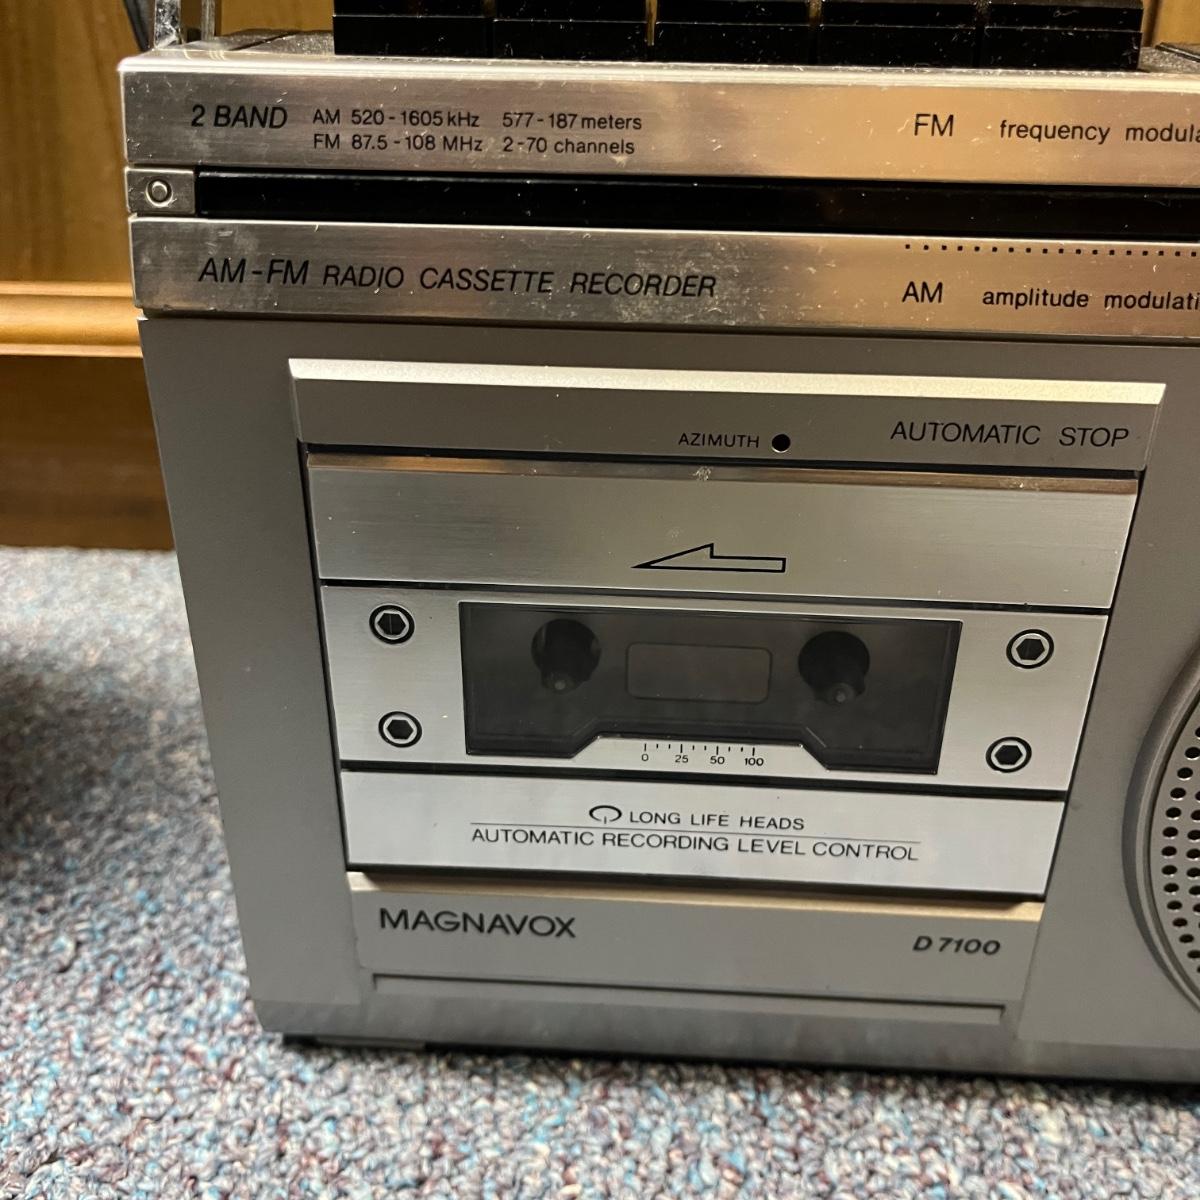 2 BAND AM 520-1605 kHz 577-187 meters
FM 87.5-108 MHz 2-70 channels
FM frequency
AM-FM RADIO CASSETTE RECORDER
AM amplitude
AZIMUTH
AUTOMATIC STOP
0 25 50 100
LONG LIFE HEADS
AUTOMATIC RECORDING LEVEL CONTROL
MAGNAVOX
D 7100